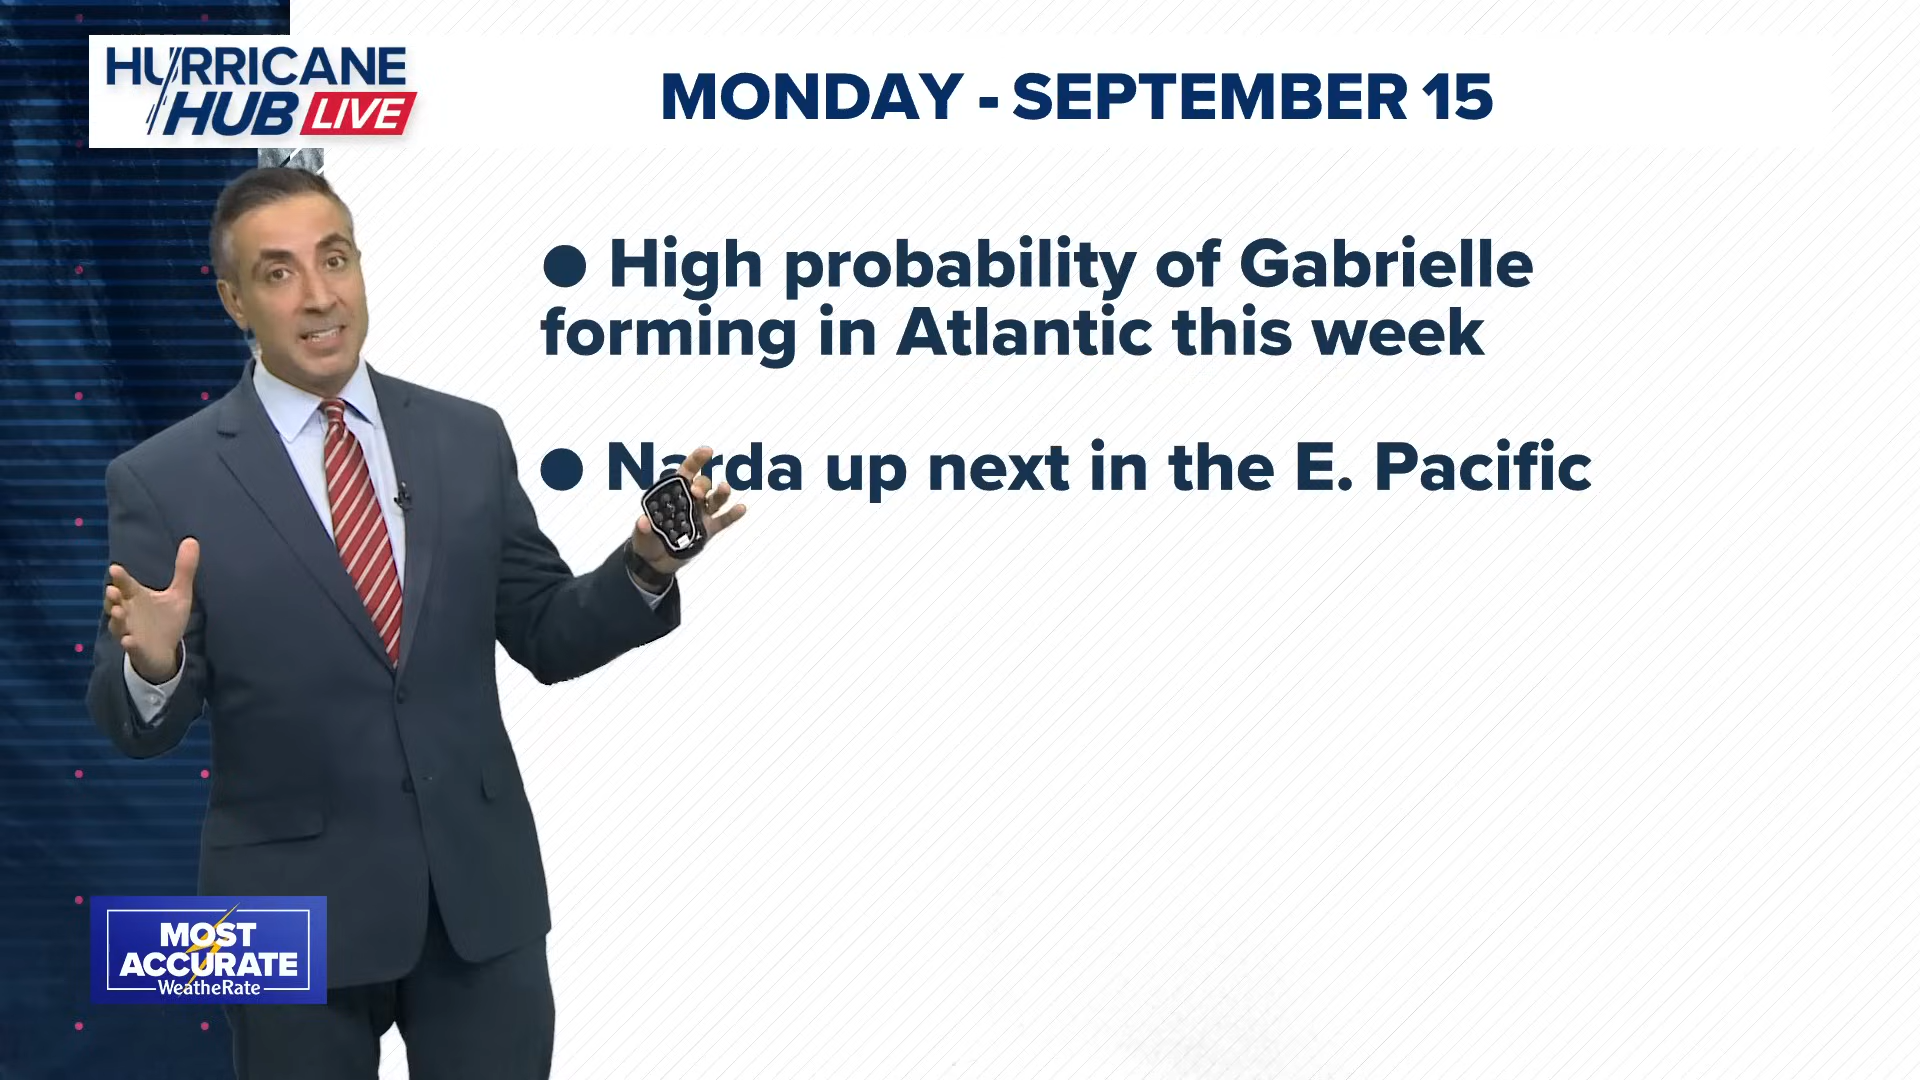 HURRICANE
HUB LIVE
MONDAY - SEPTEMBER 15
● High probability of Gabrielle
forming in Atlantic this week
● Narda up next in the E. Pacific
MOST
ACCURATE
WeatheRate